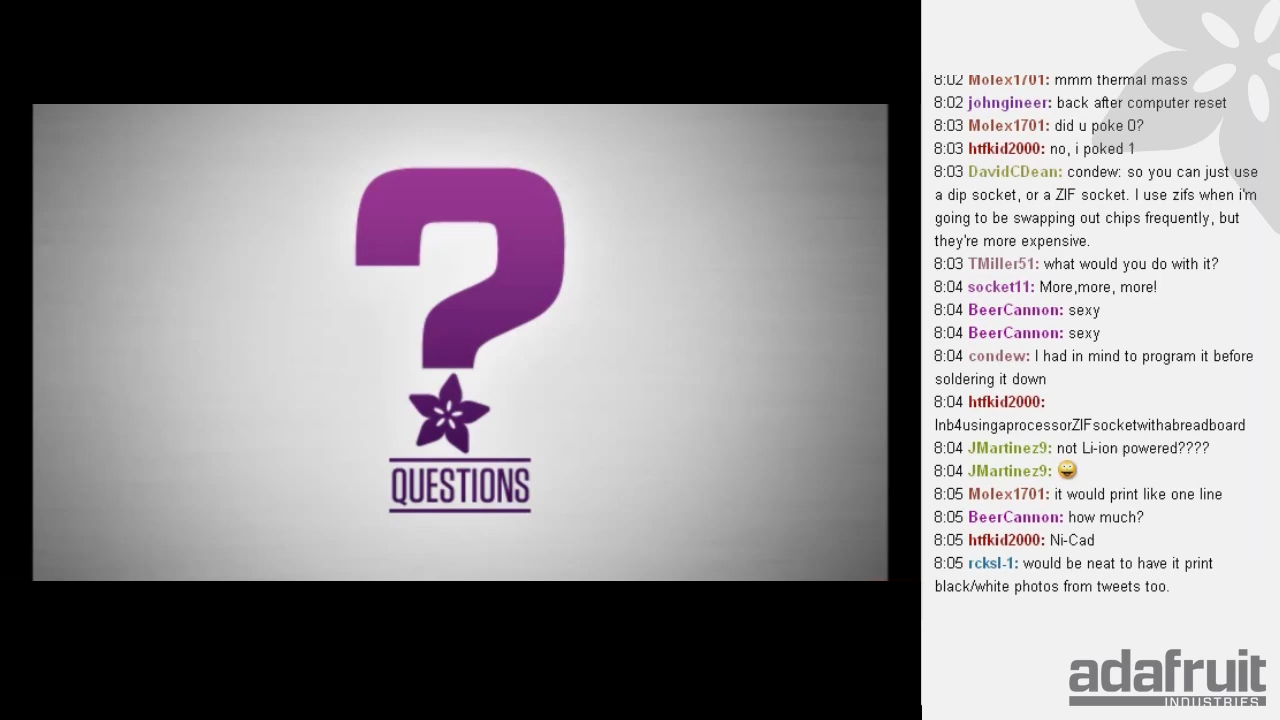 ?
QUESTIONS
8:02 Molex1701: mmm thermal mass
8:02 johngineer: back after computer reset
8:03 Molex1701: did u poke 0?
8:03 htfkid2000: no, i poked 1
8:03 DavidCDean: condew: so you can just use
a dip socket, or a ZIF socket. I use zifs when i'm
going to be swapping out chips frequently, but
they're more expensive.
8:03 TMiller51: what would you do with it?
8:04 socket11: More,more, more!
8:04 BeerCannon: sexy
8:04 BeerCannon: sexy
8:04 condew: I had in mind to program it before
soldering it down
8:04 htfkid2000:
Inb4usingaprocessorZIFsocketwithabreadboard
8:04 JMartinez9: not Li-ion powered????
8:04 JMartinez9:
8:05 Molex1701: it would print like one line
8:05 BeerCannon: how much?
8:05 htfkid2000: Ni-Cad
8:05 rcksl-1: would be neat to have it print
black/white photos from tweets too.
adafruit
INDUSTRIES